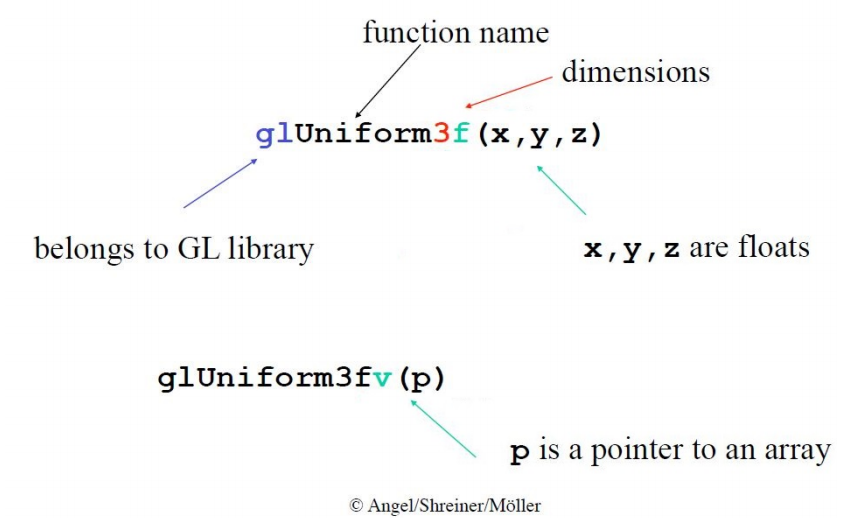 function name
dimensions
glUniform3f(x,y,z)
belongs to GL library
x,y,z are floats
glUniform3fv(p)
p is a pointer to an array
© Angel/Shreiner/Möller